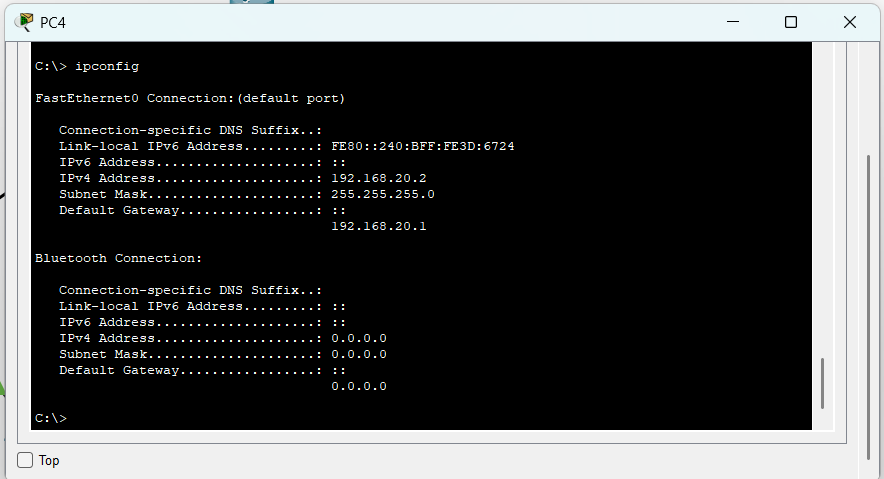 PC4
C:\> ipconfig
FastEthernet0 Connection:(default port)
Connection-specific DNS Suffix..:
Link-local IPv6 Address.........: FE80::240:BFF:FE3D:6724
IPv6 Address....................: ::
IPv4 Address....................: 192.168.20.2
Subnet Mask.....................: 255.255.255.0
Default Gateway.................: ::
192.168.20.1
Bluetooth Connection:
Connection-specific DNS Suffix..:
Link-local IPv6 Address.........: ::
IPv6 Address....................: ::
IPv4 Address....................: 0.0.0.0
Subnet Mask.....................: 0.0.0.0
Default Gateway.................: ::
0.0.0.0
C:\>
Top